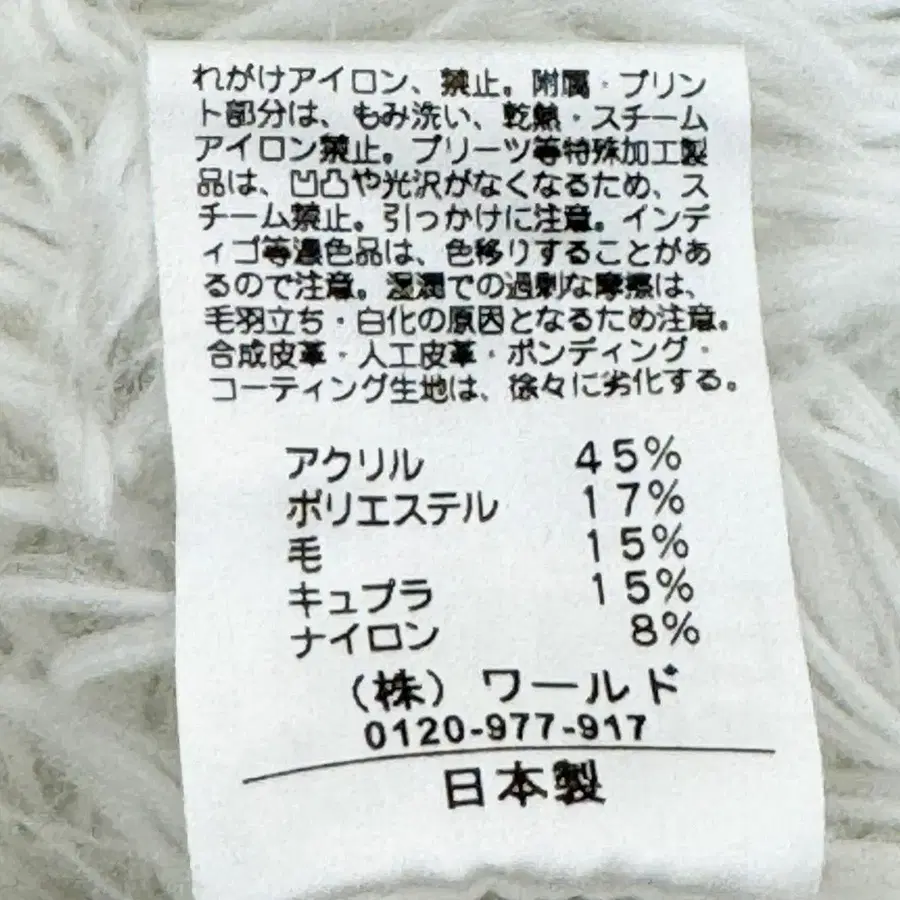 れがけアイロン、禁止。附属・プリン
ト部分は、もみ洗い、乾熱・スチーム
アイロン禁止。プリーツ等特殊加工製
品は、凹凸や光沢がなくなるため、ス
チーム禁止。引っかけに注意。インデ
ィゴ等濃色品は、色移りすることがあ
るので注意。湿潤での過剰な摩擦は、
毛羽立ち・白化の原因となるため注意。
合成皮革・人工皮革・ボンディング・
コーティング生地は、徐々に劣化する。
アクリル 45%
ポリエステル 17%
毛 15%
キュプラ 15%
ナイロン 8%
(株) ワールド
0120-977-917
日本製